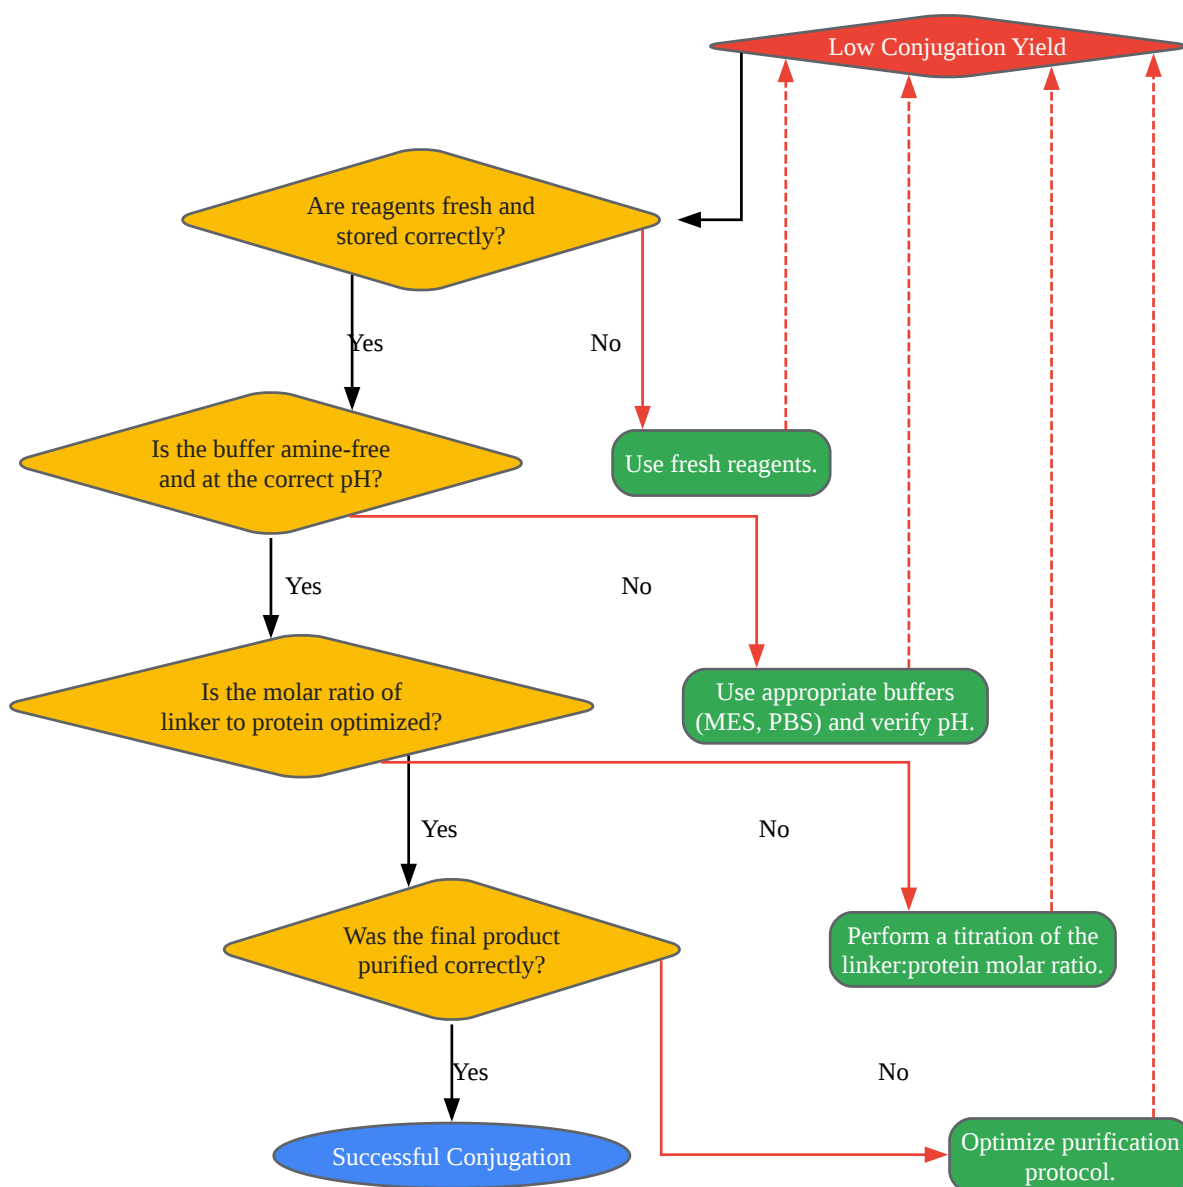 Low Conjugation Yield
Are reagents fresh and
stored correctly?
Yes
No
Is the buffer amine-free
and at the correct pH?
Use fresh reagents.
Yes
No
Is the molar ratio of
linker to protein optimized?
Use appropriate buffers
(MES, PBS) and verify pH.
Yes
No
Was the final product
purified correctly?
Perform a titration of the
linker:protein molar ratio.
Yes
No
Successful Conjugation
Optimize purification
protocol.